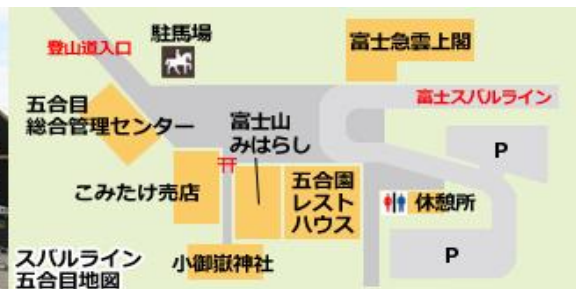 登山道入口
駐馬場
富士急雲上閣
富士スバルライン
五合目
総合管理センター
富士山
みはらし
P
こみたけ売店
五合園
レスト
ハウス
休憩所
小御嶽神社
P
スバルライン
五合目地図